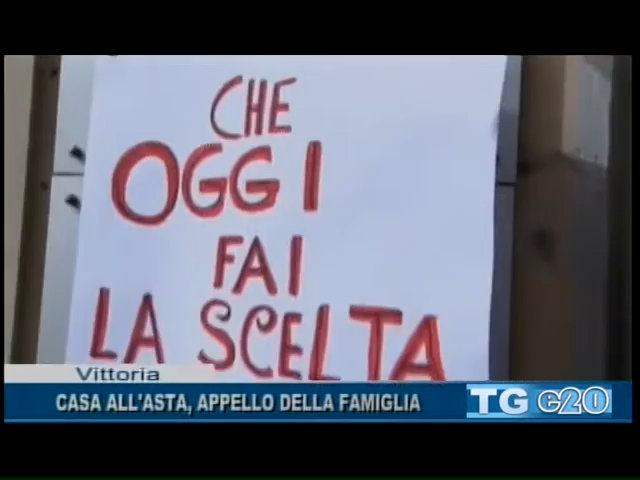 CHE
OGGI
FAI
LA SCELTA
Vittoria
CASA ALL'ASTA, APPELLO DELLA FAMIGLIA
TG e20